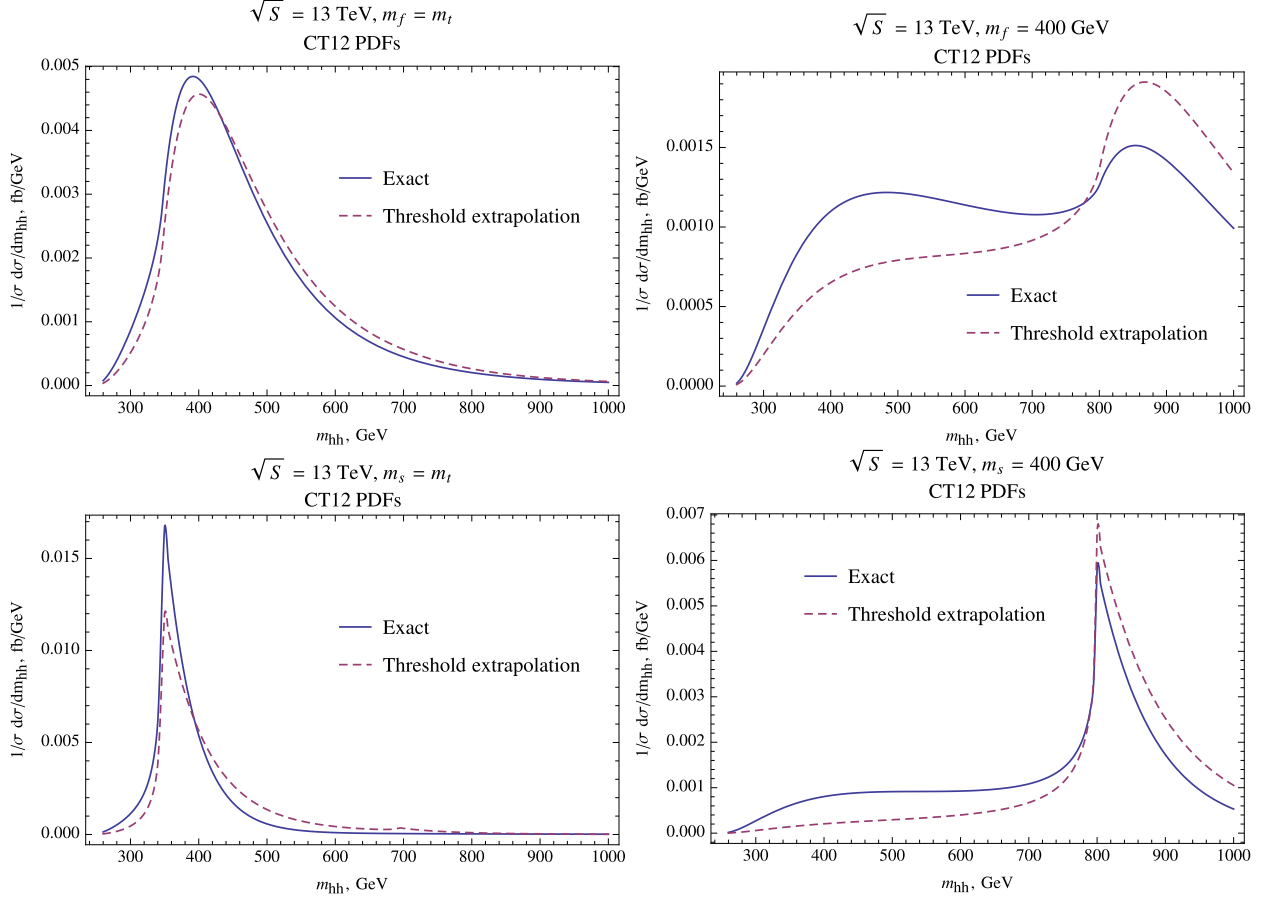 √S = 13 TeV, m_f = m_t
CT12 PDFs
0.005
0.004
0.003
0.002
0.001
0.000
1/σ dσ/dm_hh, fb/GeV
Exact
Threshold extrapolation
300 400 500 600 700 800 900 1000
m_hh, GeV
√S = 13 TeV, m_f = 400 GeV
CT12 PDFs
0.0015
0.0010
0.0005
0.0000
1/σ dσ/dm_hh, fb/GeV
Exact
Threshold extrapolation
300 400 500 600 700 800 900 1000
m_hh, GeV
√S = 13 TeV, m_s = m_t
CT12 PDFs
0.015
0.010
0.005
0.000
1/σ dσ/dm_hh, fb/GeV
Exact
Threshold extrapolation
300 400 500 600 700 800 900 1000
m_hh, GeV
√S = 13 TeV, m_s = 400 GeV
CT12 PDFs
0.007
0.006
0.005
0.004
0.003
0.002
0.001
0.000
1/σ dσ/dm_hh, fb/GeV
Exact
Threshold extrapolation
300 400 500 600 700 800 900 1000
m_hh, GeV